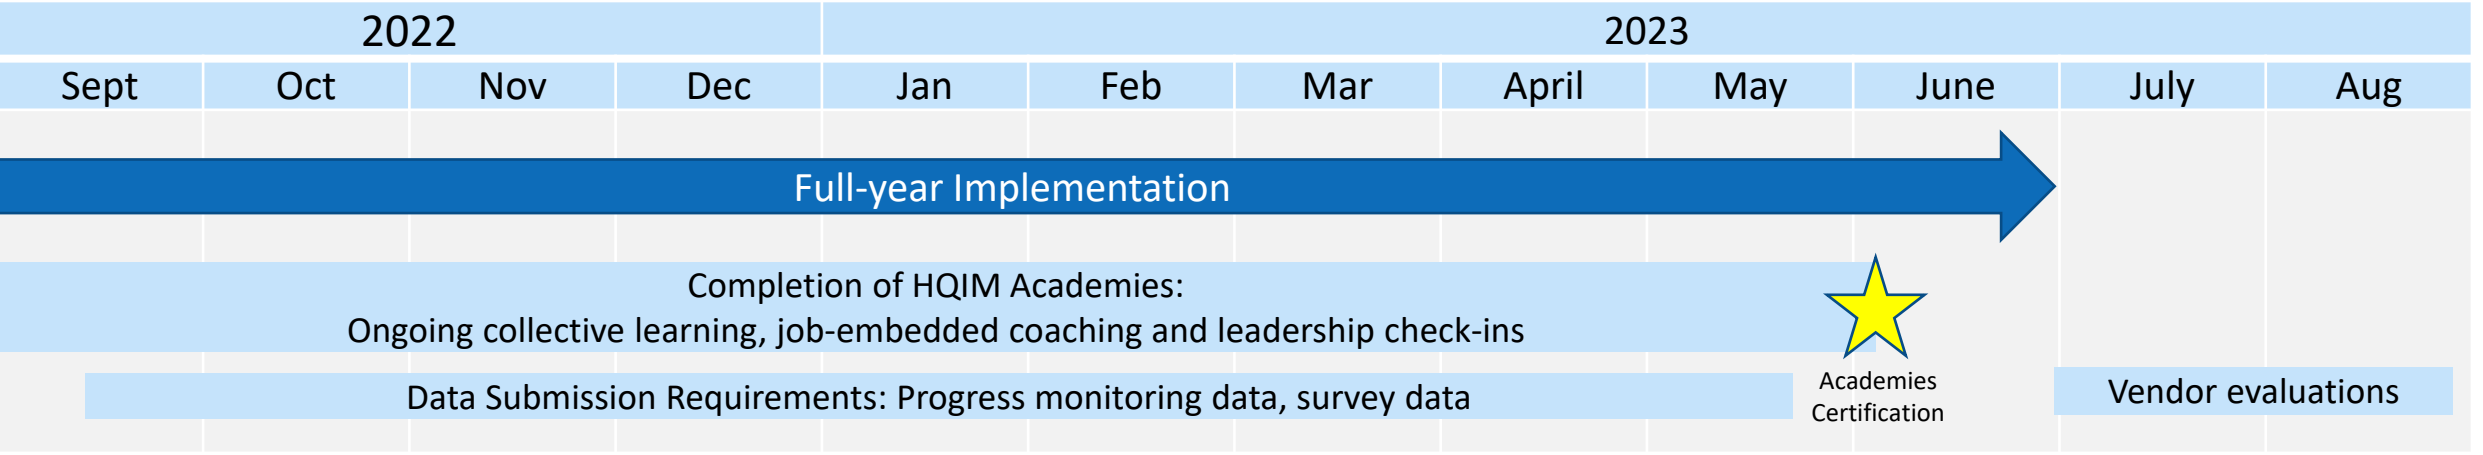 2022
2023
Sept
Oct
Nov
Dec
Jan
Feb
Mar
April
May
June
July
Aug
Full-year Implementation
Completion of HQIM Academies:
Ongoing collective learning, job-embedded coaching and leadership check-ins
Data Submission Requirements: Progress monitoring data, survey data
Academies
Certification
Vendor evaluations